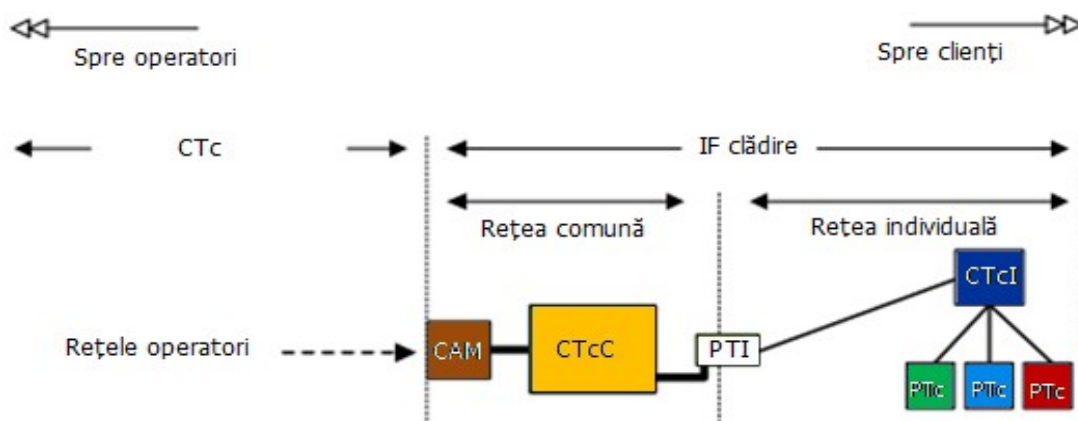 Spre operatori
Spre clienți
CTc
IF clădire
Rețea comună
Rețea individuală
CTcI
Rețele operatori
CAM
CTcC
PTI
PTc
PTc
PTc